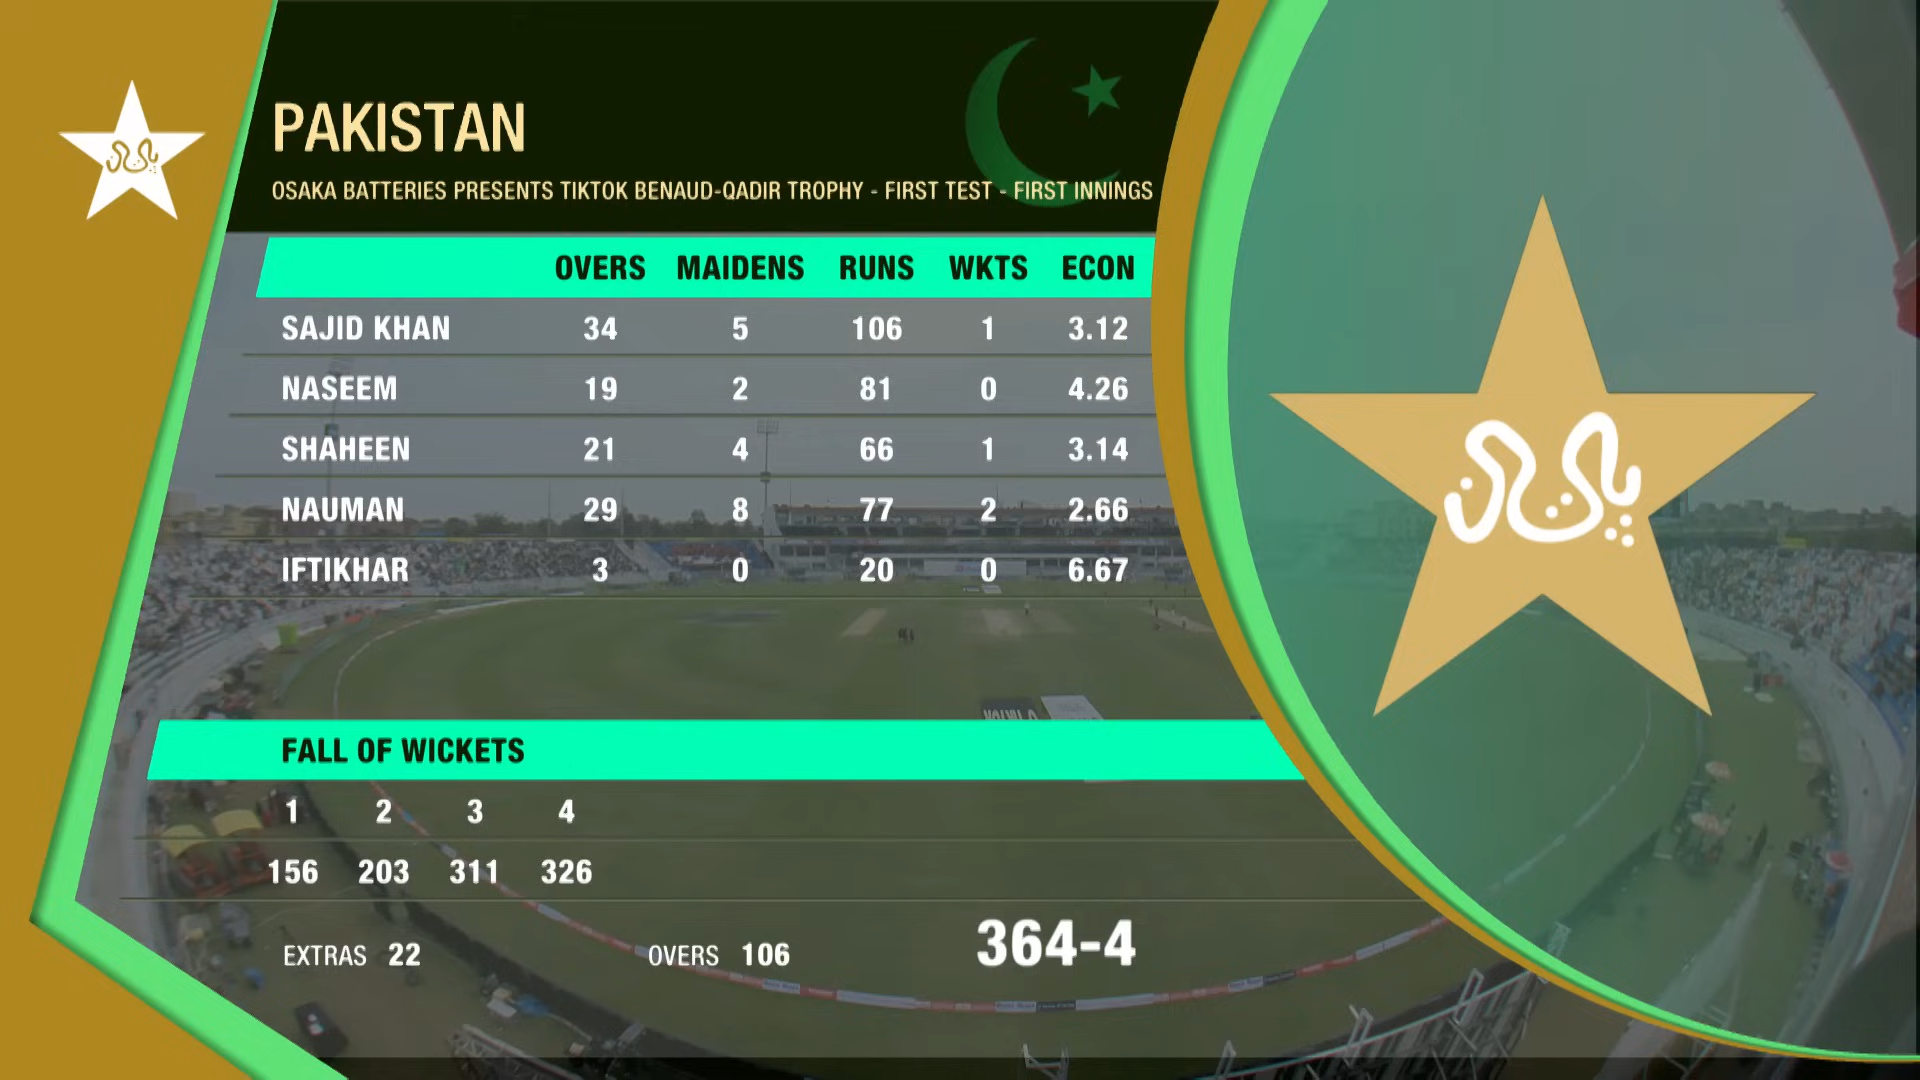 PAKISTAN
OSAKA BATTERIES PRESENTS TIKTOK BENAUD-QADIR TROPHY - FIRST TEST - FIRST INNINGS
OVERS MAIDENS RUNS WKTS ECON
SAJID KHAN 34 5 106 1 3.12
NASEEM 19 2 81 0 4.26
SHAHEEN 21 4 66 1 3.14
NAUMAN 29 8 77 2 2.66
IFTIKHAR 3 0 20 0 6.67
FALL OF WICKETS
1 2 3 4
156 203 311 326
EXTRAS 22 OVERS 106 364-4